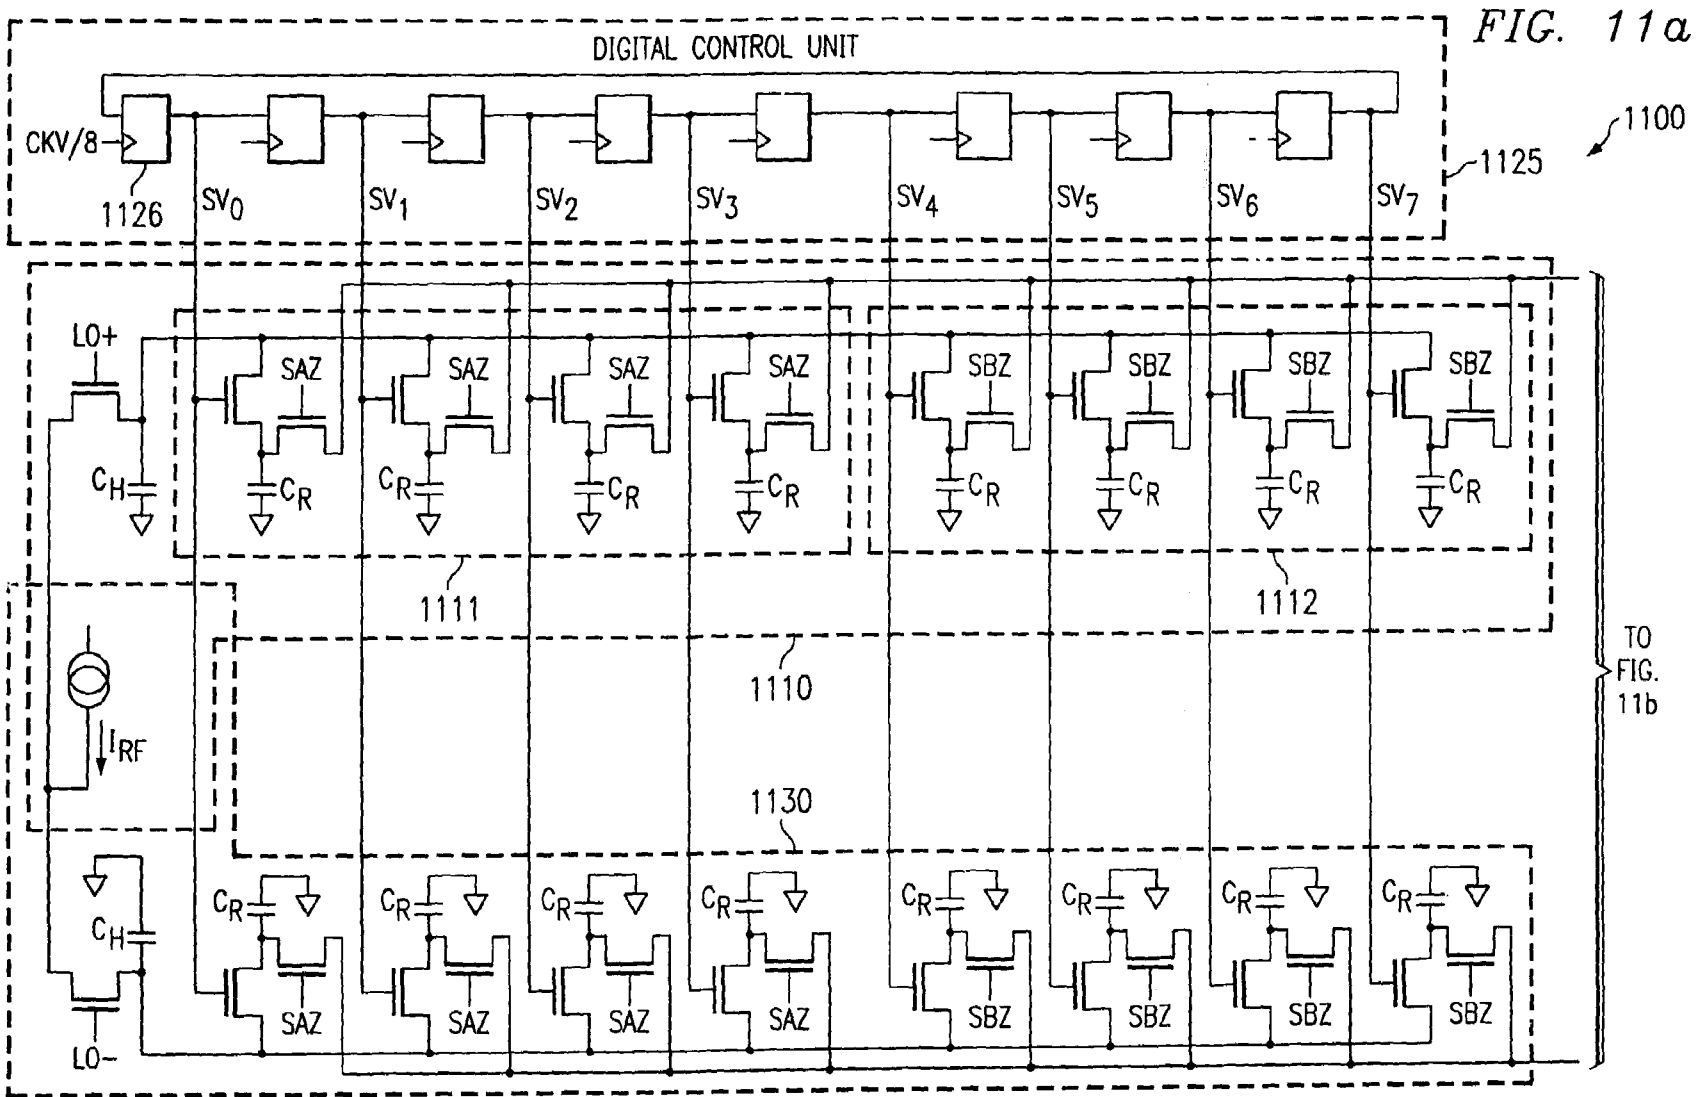 FIG. 11a
DIGITAL CONTROL UNIT
CKV/8
1100
1125
1126
SV0 SV1 SV2 SV3 SV4 SV5 SV6 SV7
LO+
SAZ SAZ SAZ SAZ SBZ SBZ SBZ SBZ
CH CR CR CR CR CR CR CR CR
1111 1112
TO
FIG.
11b
1110
IRF
1130
CR CR CR CR CR CR CR CR
CH
SAZ SAZ SAZ SAZ SBZ SBZ SBZ SBZ
LO-